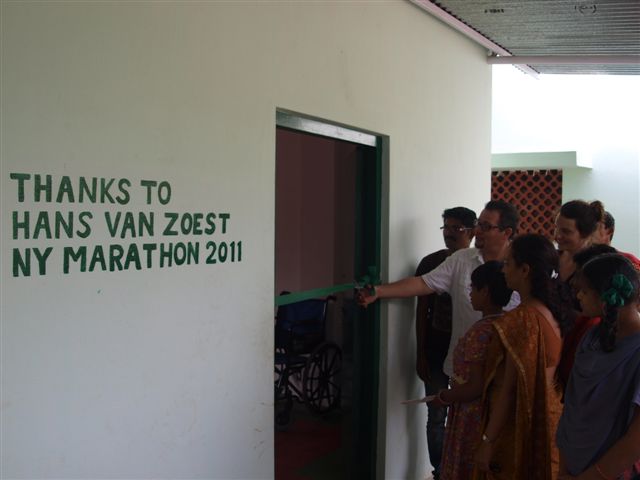 THANKS TO
HANS VAN ZOEST
NY MARATHON 2011